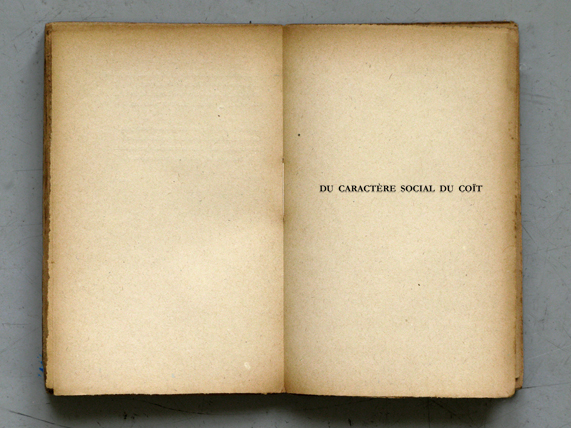 DU CARACTÈRE SOCIAL DU COÏT